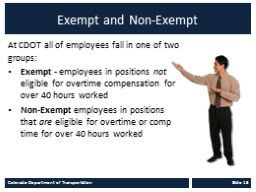 Exempt and Non-Exempt
At CDOT all of employees fall in one of two
groups:
• Exempt - employees in positions not
eligible for overtime compensation for
over 40 hours worked
• Non-Exempt employees in positions
that are eligible for overtime or comp
time for over 40 hours worked
Colorado Department of Transportation
Slide 16